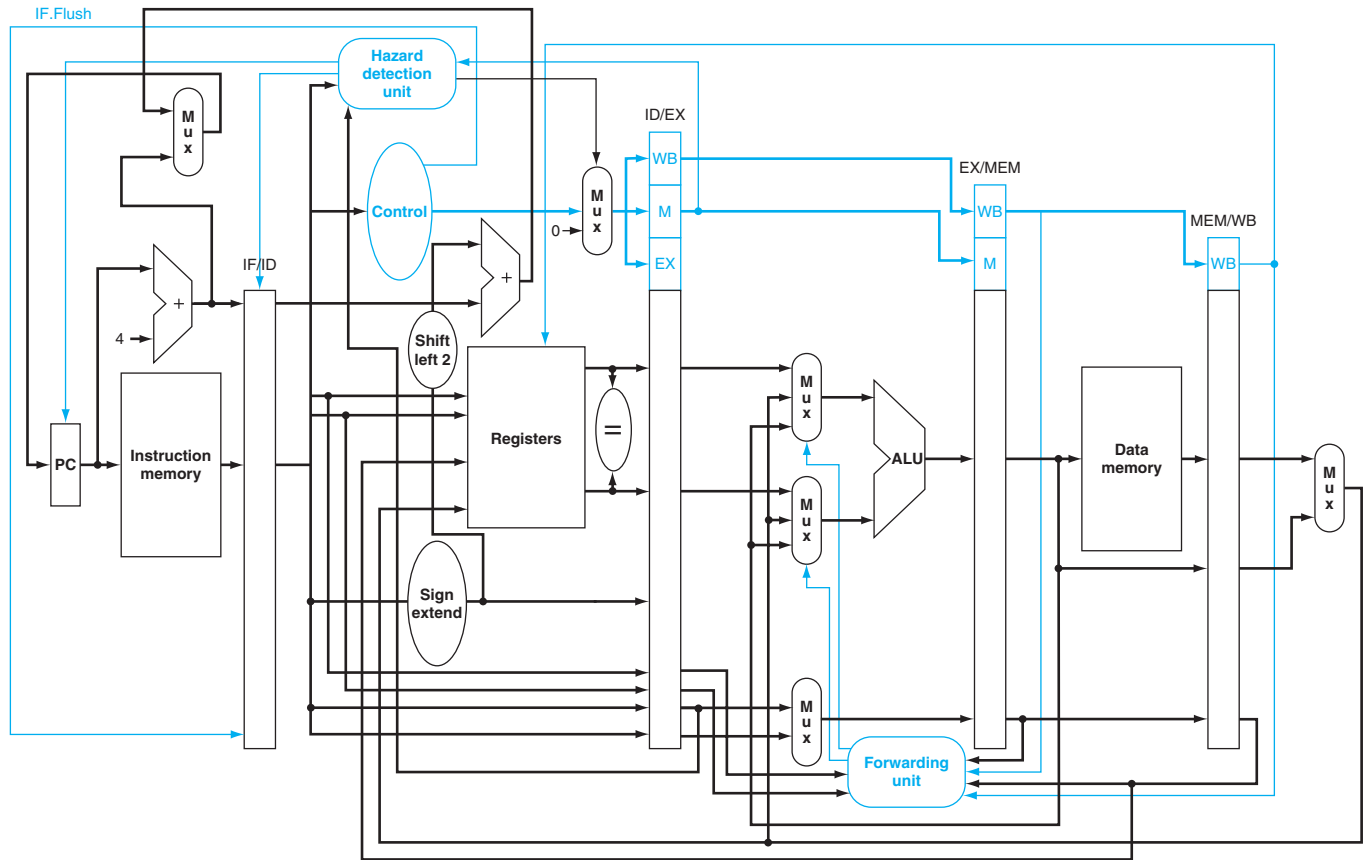 IF.Flush
Hazard
detection
unit
M
u
x
ID/EX
WB
M
EX
Control
0
M
u
x
EX/MEM
WB
M
MEM/WB
WB
IF/ID
+
4
+
Shift
left 2
PC
Instruction
memory
Registers
=
M
u
x
M
u
x
ALU
Data
memory
M
u
x
Sign
extend
M
u
x
Forwarding
unit